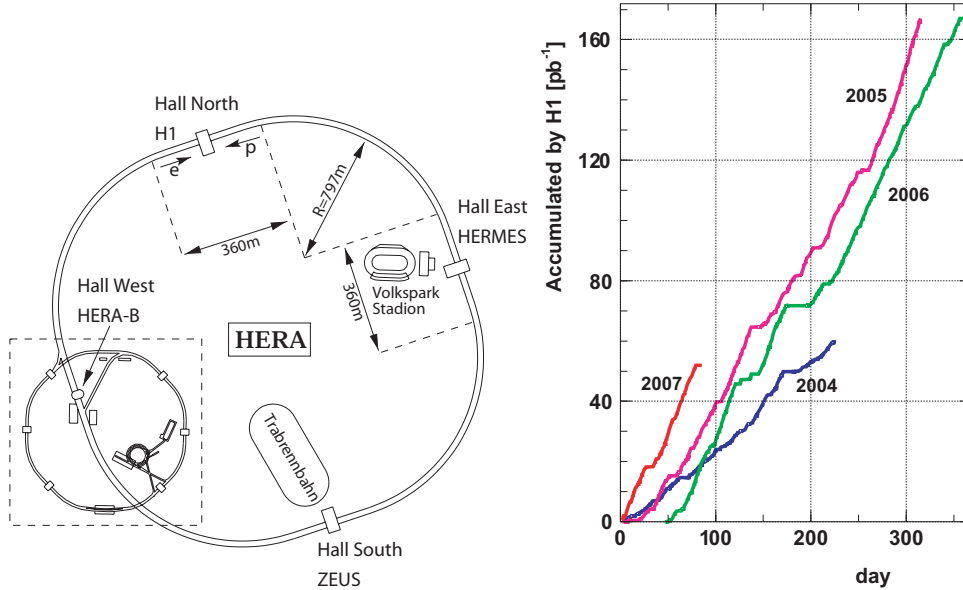 Hall North
H1
e
p
R=797m
360m
Hall East
HERMES
360m
Volkspark
Stadion
Hall West
HERA-B
HERA
Trabrennbahn
Hall South
ZEUS
Accumulated by H1 [pb⁻¹]
160
120
80
40
0
2005
2006
2007
2004
0 100 200 300
day